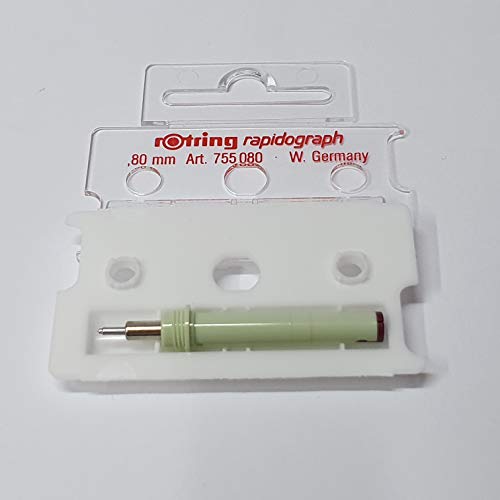 rotring rapidograph
,80 mm Art. 755 080 · W. Germany